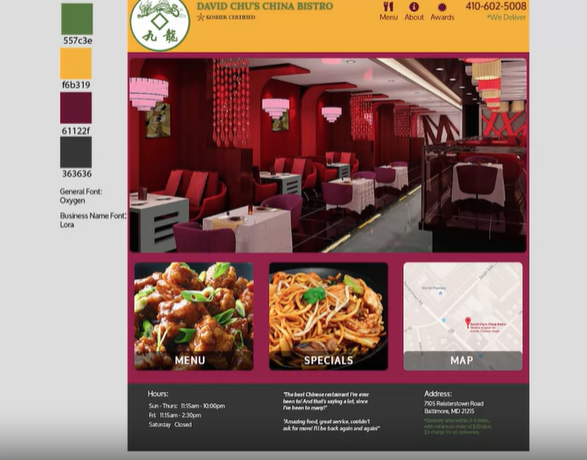 557c3e
f6b319
61122f
363636
General Font:
Oxygen
Business Name Font:
Lora
九 龍
DAVID CHU'S CHINA BISTRO
KOSHER CERTIFIED
Menu
About
Awards
410-602-5008
*We Deliver
MENU
SPECIALS
MAP
Hours:
Sun - Thurs: 11:15am - 10:00pm
Fri: 11:15am - 2:30pm
Saturday Closed
"The best Chinese restaurant I've ever
been to! And that's saying a lot, since
I've been to many!"
"Amazing food, great service, couldn't
ask for more! I'll be back again and again!"
Address:
7105 Reisterstown Road
Baltimore, MD 21215